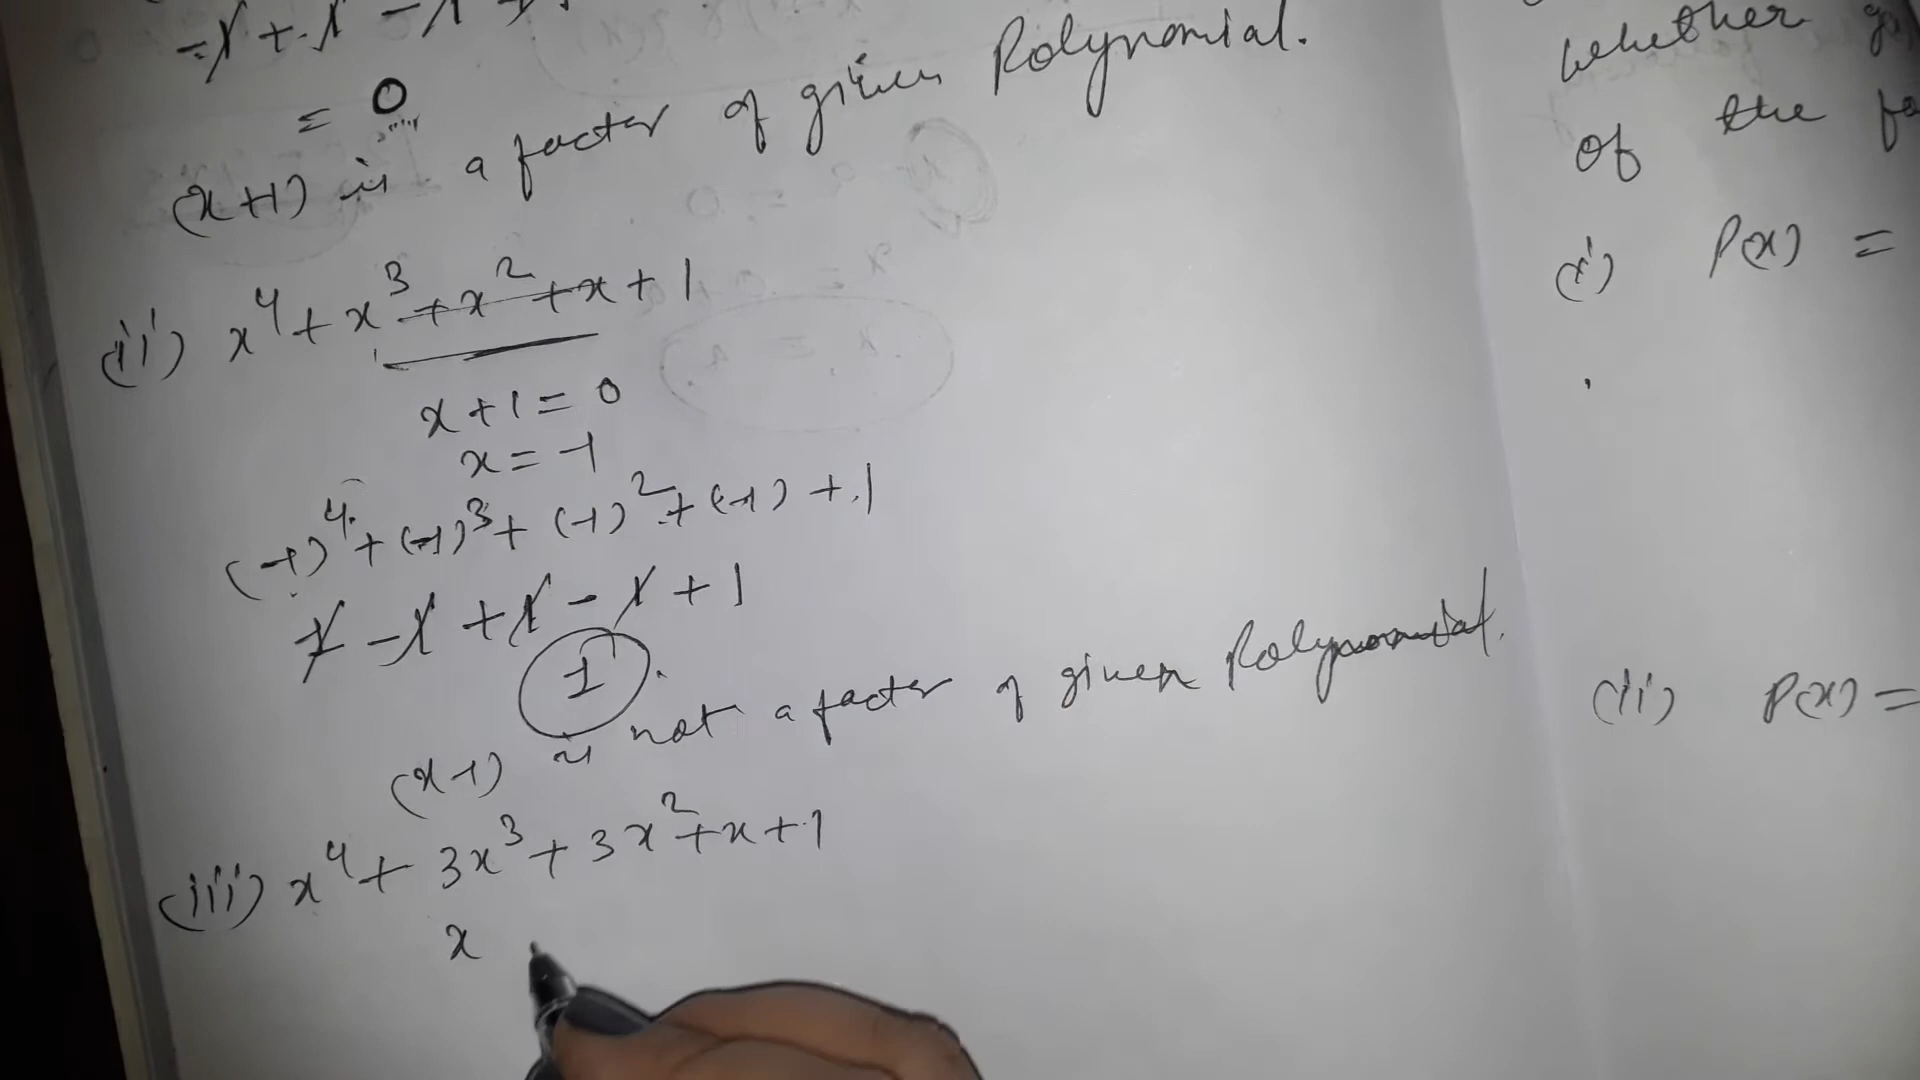 = 0
(x+1) is a factor of given Polynomial.
(ii) x⁴ + x³ + x² + x + 1
x + 1 = 0
x = -1
(-1)⁴ + (-1)³ + (-1)² + (-1) + 1
1 - 1 + 1 - 1 + 1
1
(x+1) is not a factor of given Polynomial.
(iii) x⁴ + 3x³ + 3x² + x + 1
x
whether
of the
(i) P(x) =
(ii) P(x) =